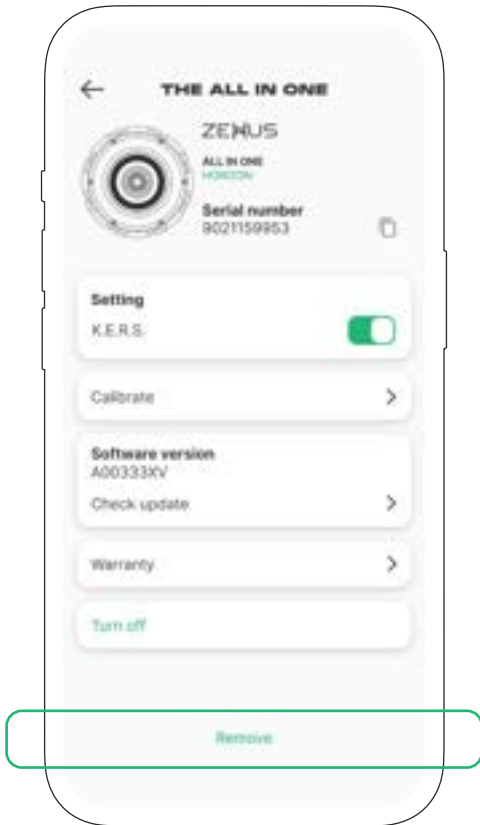 THE ALL IN ONE
ZEHUS
ALL IN ONE
HORIZON
Serial number
9021159953
Setting
K.E.R.S.
Calibrate
Software version
A00333XV
Check update
Warranty
Turn off
Remove